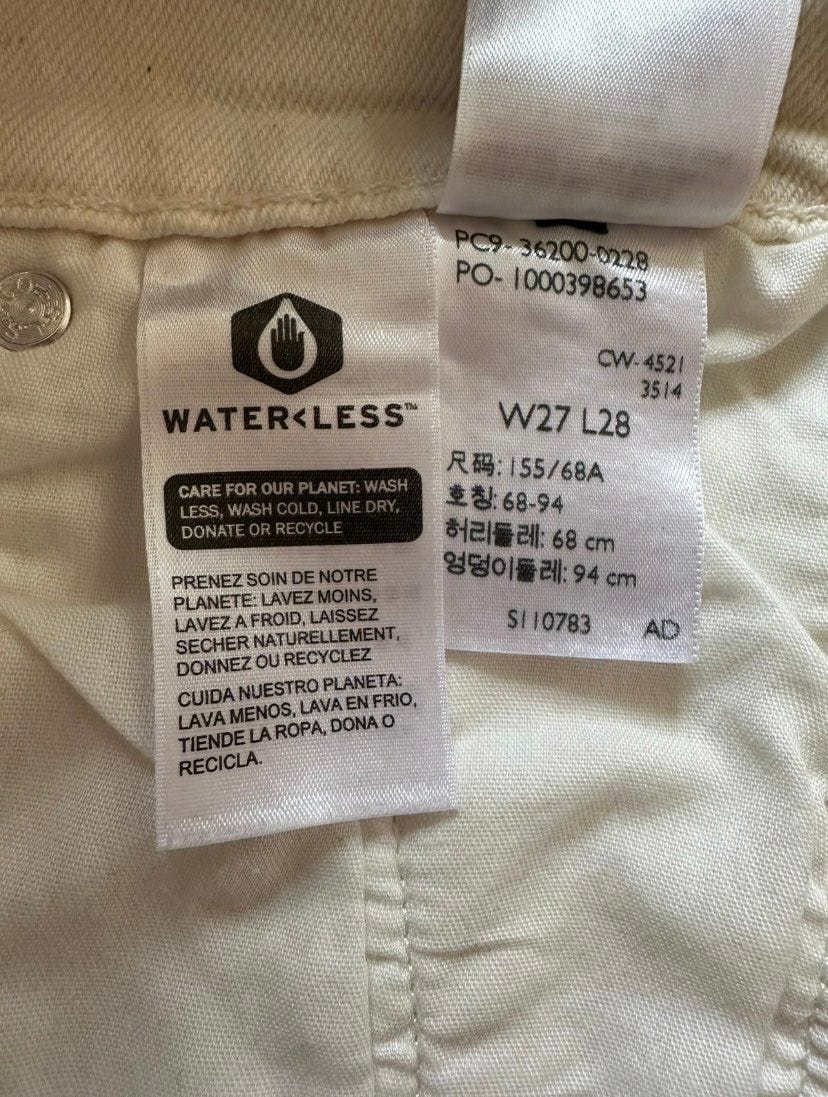 WATER<LESS™
CARE FOR OUR PLANET: WASH
LESS, WASH COLD, LINE DRY,
DONATE OR RECYCLE
PRENEZ SOIN DE NOTRE
PLANETE: LAVEZ MOINS,
LAVEZ A FROID, LAISSEZ
SECHER NATURELLEMENT,
DONNEZ OU RECYCLEZ
CUIDA NUESTRO PLANETA:
LAVA MENOS, LAVA EN FRIO,
TIENDE LA ROPA, DONA O
RECICLA.
PC9- 36200-0228
PO- 1000398653
CW- 4521
3514
W27 L28
尺码: 155/68A
호칭: 68-94
허리둘레: 68 cm
엉덩이둘레: 94 cm
S110783 AD